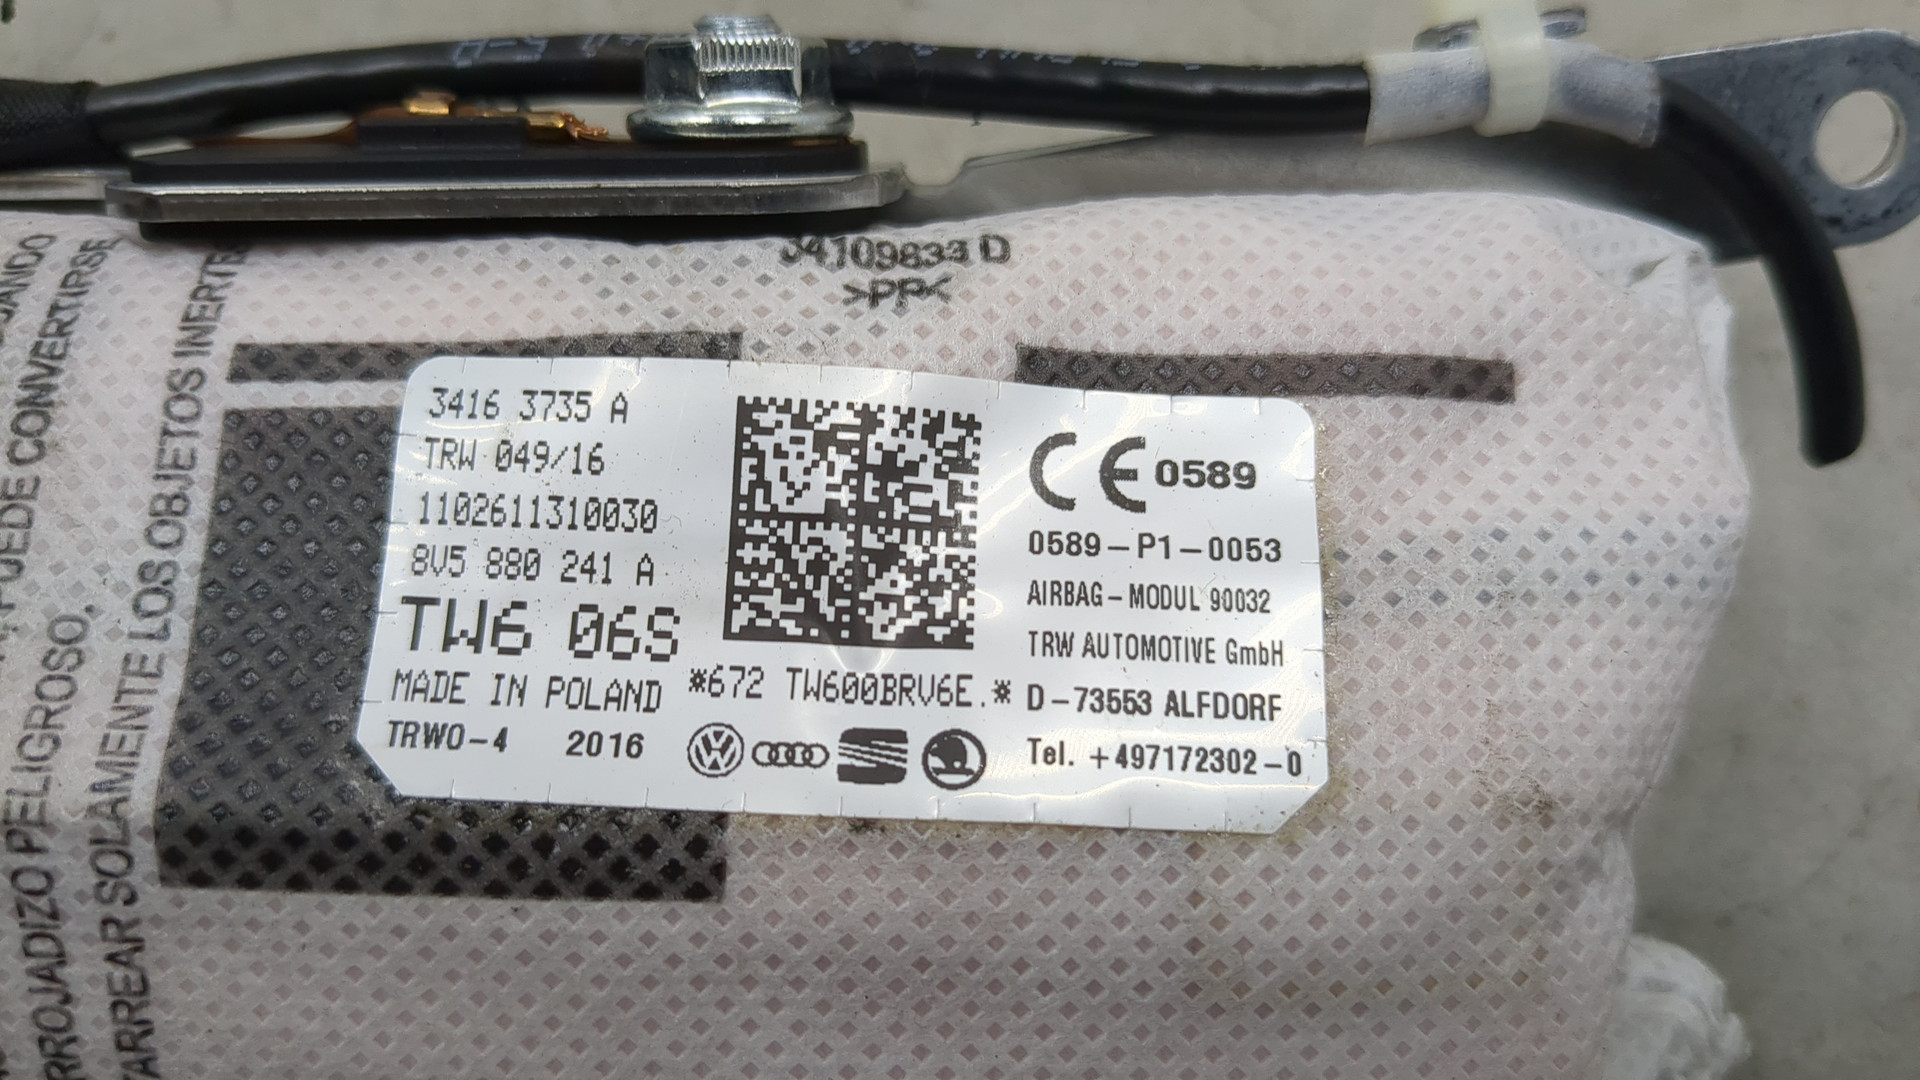 34109833 D
>PP<
3416 3735 A
TRW 049/16
1102611310030
8V5 880 241 A
TW6 06S
MADE IN POLAND
TRWO-4 2016
*672 TW600BRV6E.*
CE 0589
0589-P1-0053
AIRBAG-MODUL 90032
TRW AUTOMOTIVE GmbH
D-73553 ALFDORF
Tel. +497172302-0
PUEDE CONVERTIRSE
RROJADIZO PELIGROSO.
ARREAR SOLAMENTE LOS OBJETOS INERTE